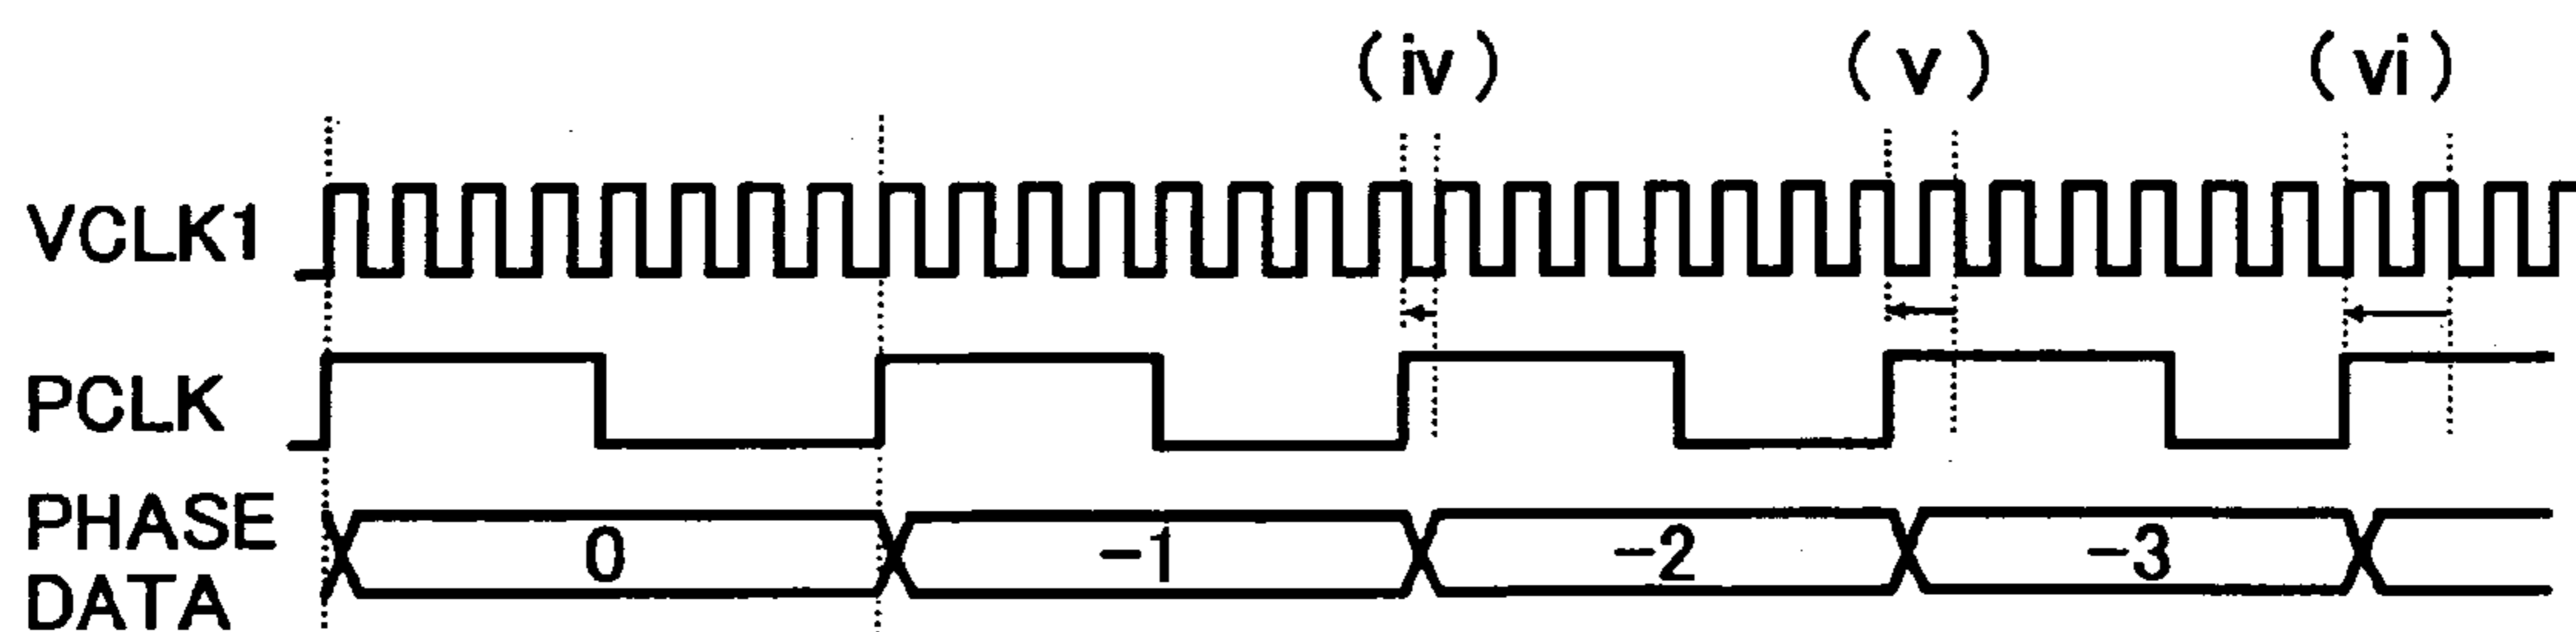 (iv) (v) (vi)
VCLK1
PCLK
PHASE
DATA
0 -1 -2 -3